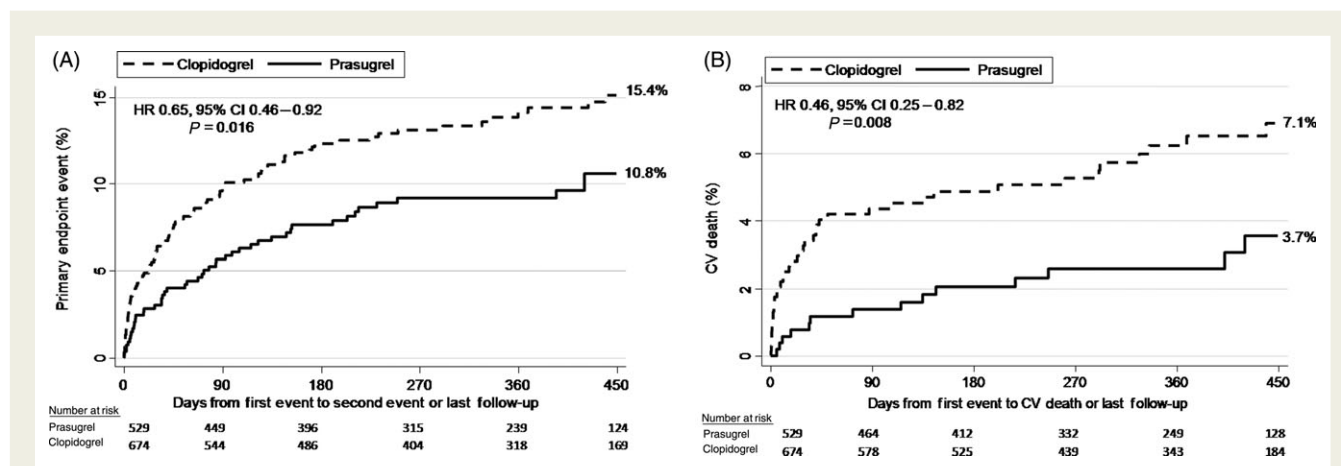 (A)
Clopidogrel Prasugrel
HR 0.65, 95% CI 0.46–0.92
P = 0.016
15.4%
10.8%
Primary endpoint event (%)
15
10
5
0
0 90 180 270 360 450
Days from first event to second event or last follow-up
Number at risk
Prasugrel 529 449 396 315 239 124
Clopidogrel 674 544 486 404 318 169
(B)
Clopidogrel Prasugrel
HR 0.46, 95% CI 0.25–0.82
P = 0.008
7.1%
3.7%
CV death (%)
8
6
4
2
0
0 90 180 270 360 450
Days from first event to CV death or last follow-up
Number at risk
Prasugrel 529 464 412 332 249 128
Clopidogrel 674 578 525 439 343 184